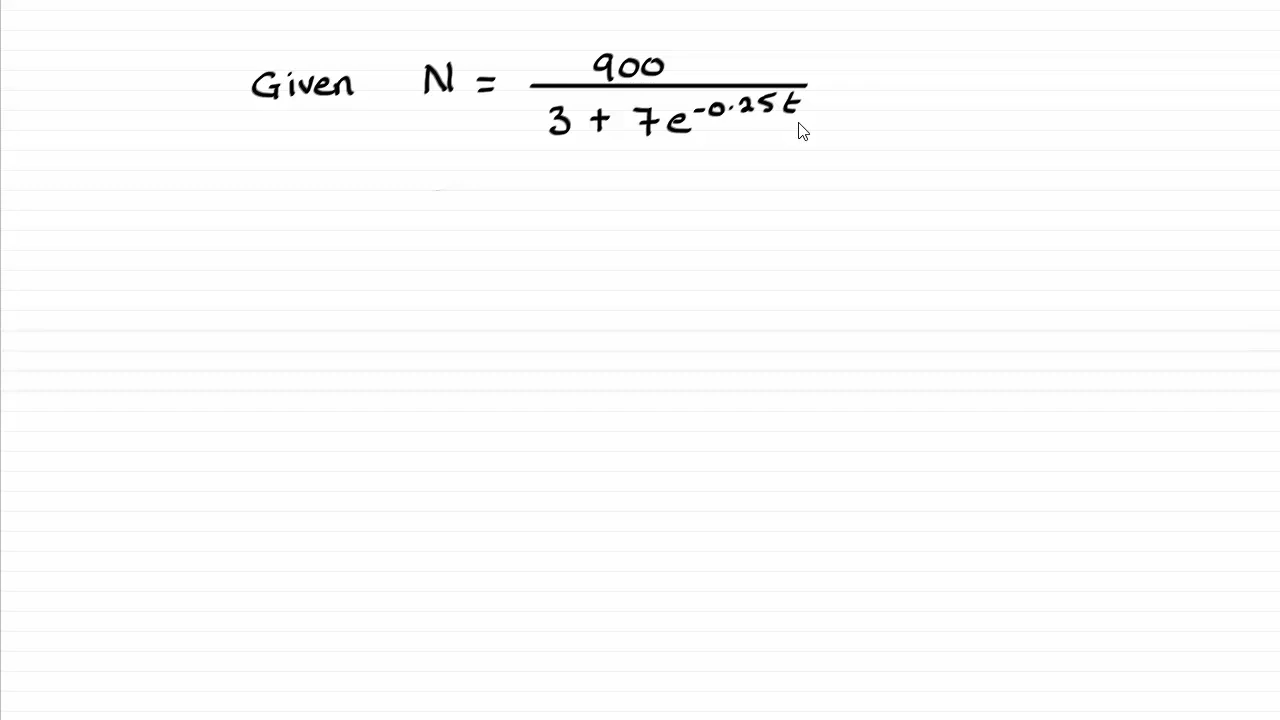 Given N = 900 / (3 + 7e^(-0.25t))